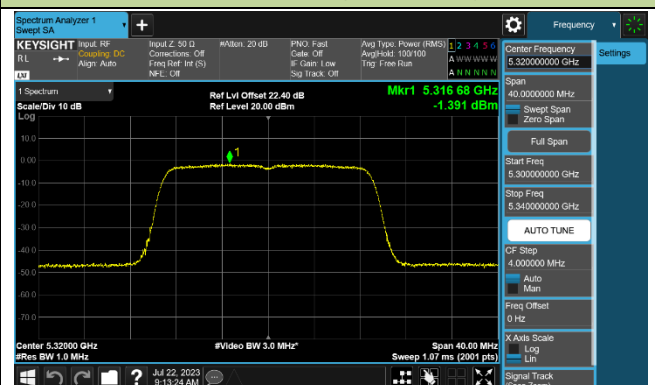 Spectrum Analyzer 1
Swept SA
Frequency
KEYSIGHT
RL
LXI
Input: RF
Coupling: DC
Align: Auto
Input Z: 50 Ω
Corrections: Off
Freq Ref: Int (S)
NFE: Off
#Atten: 20 dB
PNO: Fast
Gate: Off
IF Gain: Low
Sig Track: Off
Avg Type: Power (RMS)
Avg|Hold: 100/100
Trig: Free Run
1 2 3 4 5 6
A W W W W W
A N N N N N
1 Spectrum
Scale/Div 10 dB
Log
Ref Lvl Offset 22.40 dB
Ref Level 20.00 dBm
Mkr1 5.316 68 GHz
-1.391 dBm
10.0
0.00
-10.0
-20.0
-30.0
-40.0
-50.0
-60.0
-70.0
1
Center 5.32000 GHz
#Res BW 1.0 MHz
#Video BW 3.0 MHz*
Span 40.00 MHz
Sweep 1.07 ms (2001 pts)
Jul 22, 2023
9:13:24 AM
Center Frequency
5.320000000 GHz
Span
40.0000000 MHz
Swept Span
Zero Span
Full Span
Start Freq
5.300000000 GHz
Stop Freq
5.340000000 GHz
AUTO TUNE
CF Step
4.000000 MHz
Auto
Man
Freq Offset
0 Hz
X Axis Scale
Log
Lin
Signal Track
(Span Zoom)
Settings